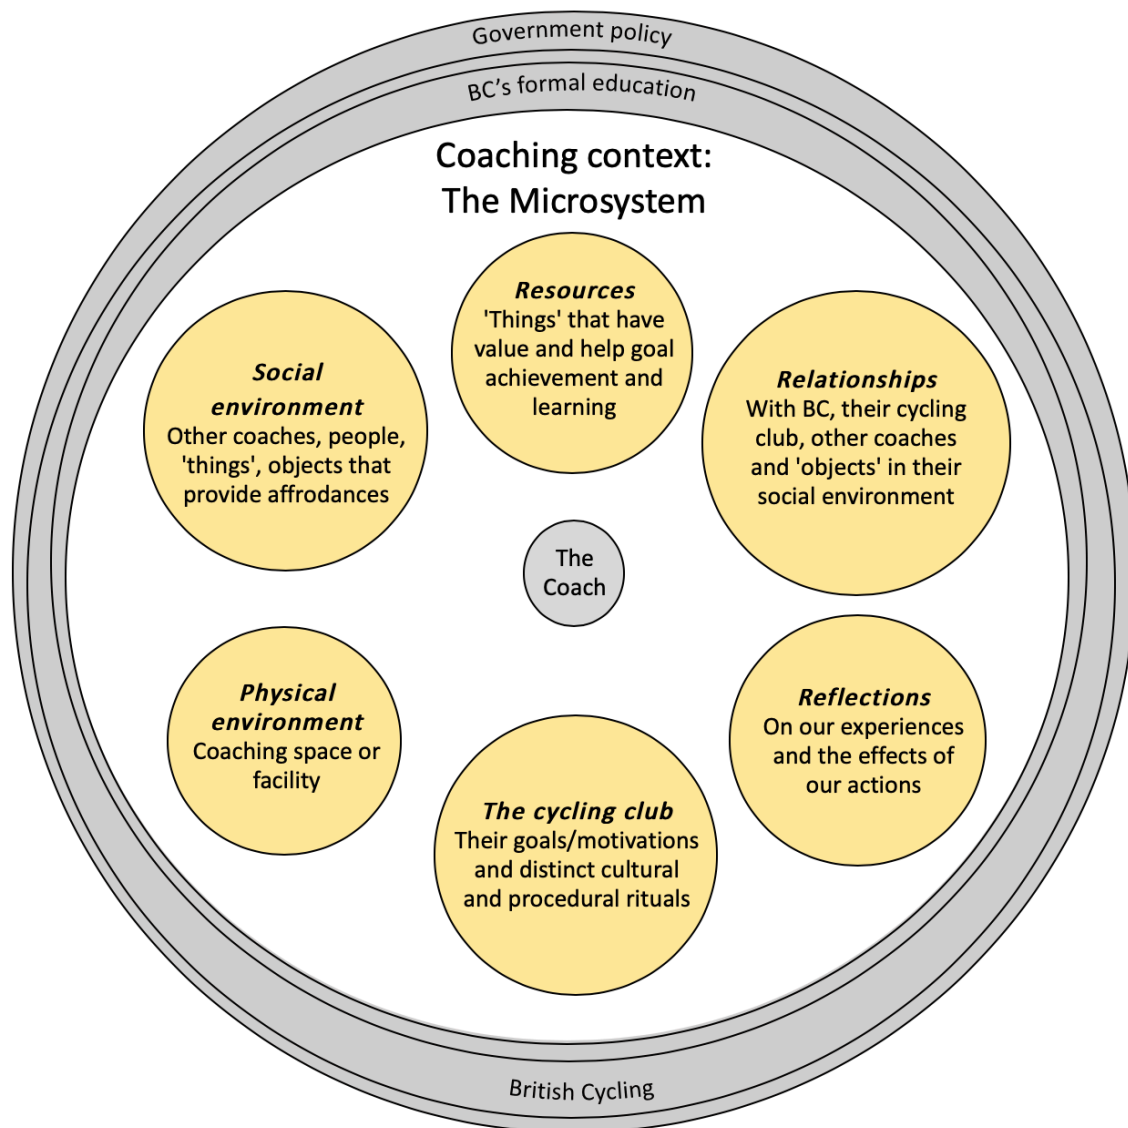 Government policy
BC's formal education
Coaching context:
The Microsystem
Resources
'Things' that have
value and help goal
achievement and
learning
Social
environment
Other coaches, people,
'things', objects that
provide affrodances
Relationships
With BC, their cycling
club, other coaches
and 'objects' in their
social environment
The
Coach
Physical
environment
Coaching space or
facility
Reflections
On our experiences
and the effects of
our actions
The cycling club
Their goals/motivations
and distinct cultural
and procedural rituals
British Cycling